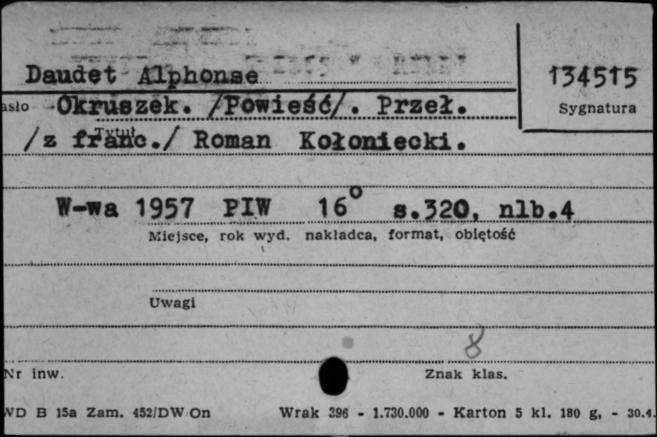 Daudet Alphonse
134515
asło Okruszek. /Powieść/. Przeł.
Sygnatura
Tytuł
/z franc./ Roman Kołoniecki.
W-wa 1957 PIW 16° s.320, nlb.4
Miejsce, rok wyd. nakładca, format, objętość
Uwagi
8
Nr inw.
Znak klas.
WD B 15a Zam. 452/DW/On Wrak 396 - 1.730.000 - Karton 5 kl. 180 g, - 30.4.